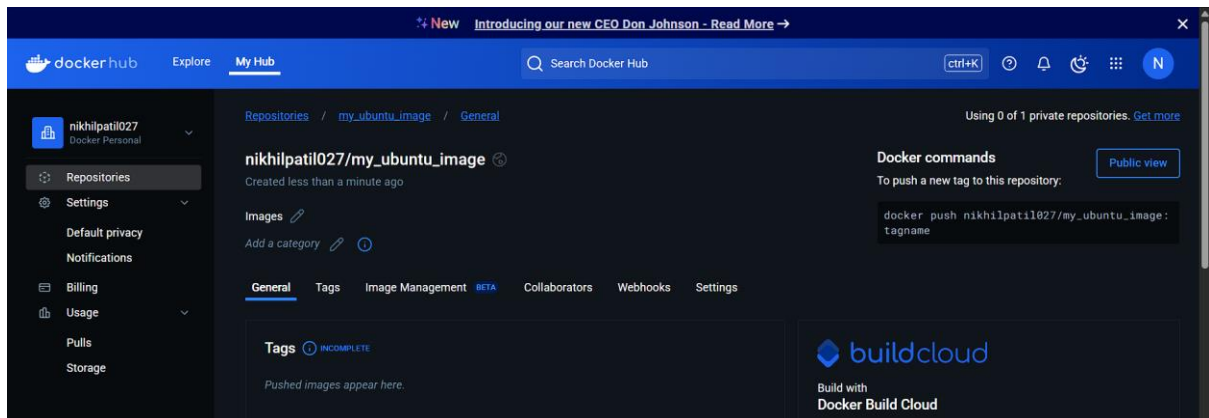 New Introducing our new CEO Don Johnson - Read More →
dockerhub Explore My Hub Search Docker Hub ctrl+K N
nikhilpatil027
Docker Personal
Repositories
Settings
Default privacy
Notifications
Billing
Usage
Pulls
Storage
Repositories / my_ubuntu_image / General
Using 0 of 1 private repositories. Get more
nikhilpatil027/my_ubuntu_image
Created less than a minute ago
Images
Add a category
Docker commands
Public view
To push a new tag to this repository:
docker push nikhilpatil027/my_ubuntu_image:
tagname
General Tags Image Management BETA Collaborators Webhooks Settings
Tags INCOMPLETE
Pushed images appear here.
buildcloud
Build with
Docker Build Cloud